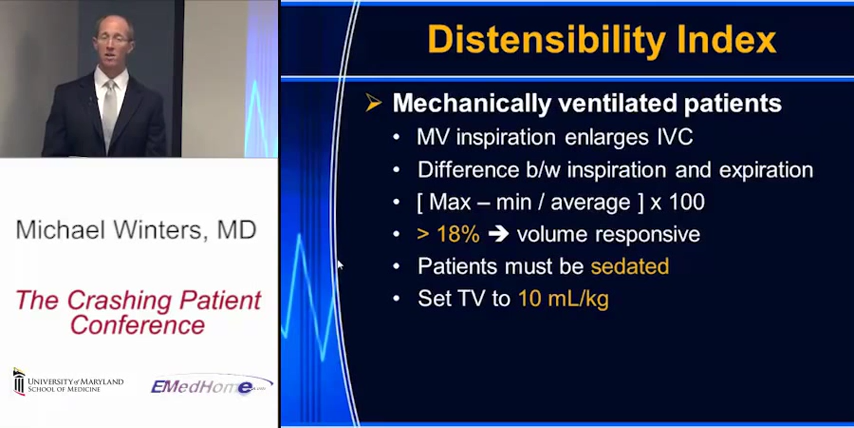 Distensibility Index
➤ Mechanically ventilated patients
• MV inspiration enlarges IVC
• Difference b/w inspiration and expiration
• [ Max – min / average ] x 100
• > 18% ➔ volume responsive
• Patients must be sedated
• Set TV to 10 mL/kg
Michael Winters, MD
The Crashing Patient
Conference
UNIVERSITY of MARYLAND
SCHOOL OF MEDICINE
EMedHome